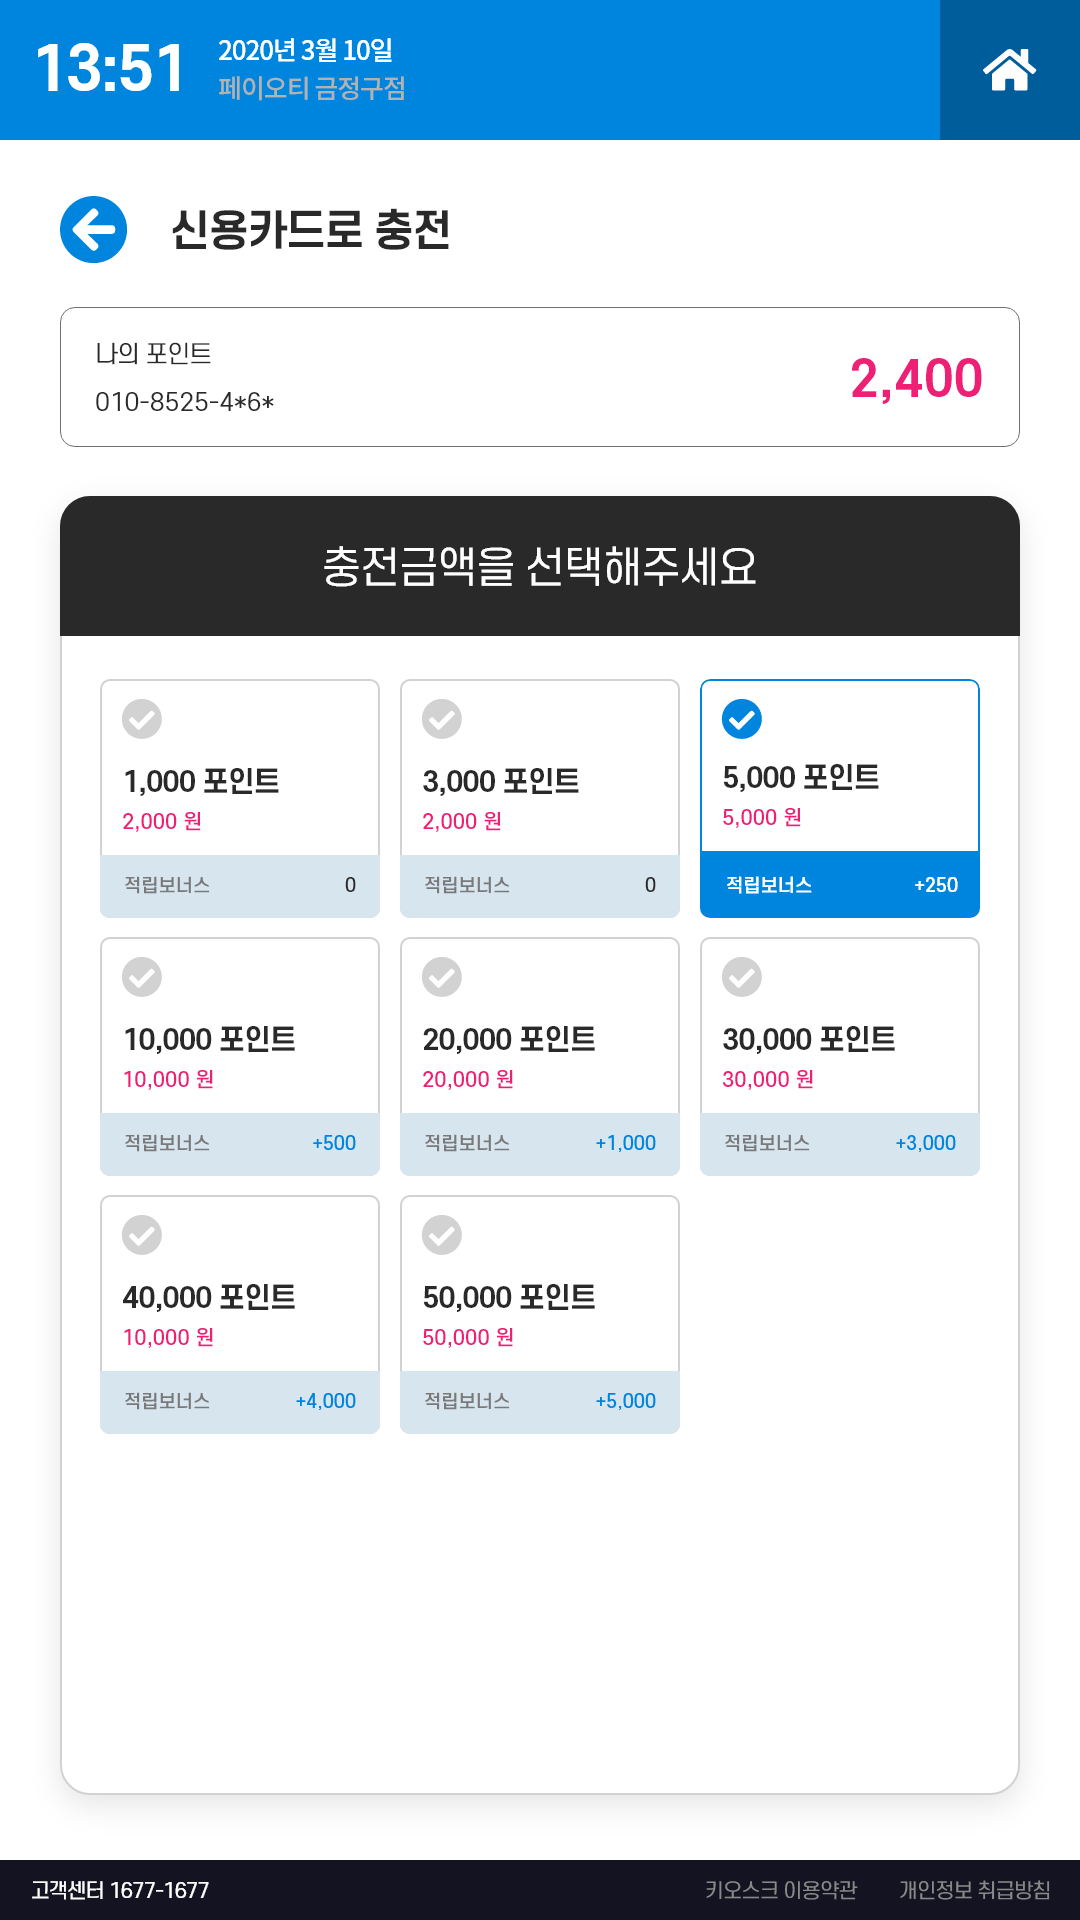 13:51
2020년 3월 10일
페이오티 금정구점
신용카드로 충전
나의 포인트
010-8525-4*6*
2,400
충전금액을 선택해주세요
1,000 포인트
2,000 원
적립보너스 0
3,000 포인트
2,000 원
적립보너스 0
5,000 포인트
5,000 원
적립보너스 +250
10,000 포인트
10,000 원
적립보너스 +500
20,000 포인트
20,000 원
적립보너스 +1,000
30,000 포인트
30,000 원
적립보너스 +3,000
40,000 포인트
10,000 원
적립보너스 +4,000
50,000 포인트
50,000 원
적립보너스 +5,000
고객센터 1677-1677
키오스크 이용약관 개인정보 취급방침